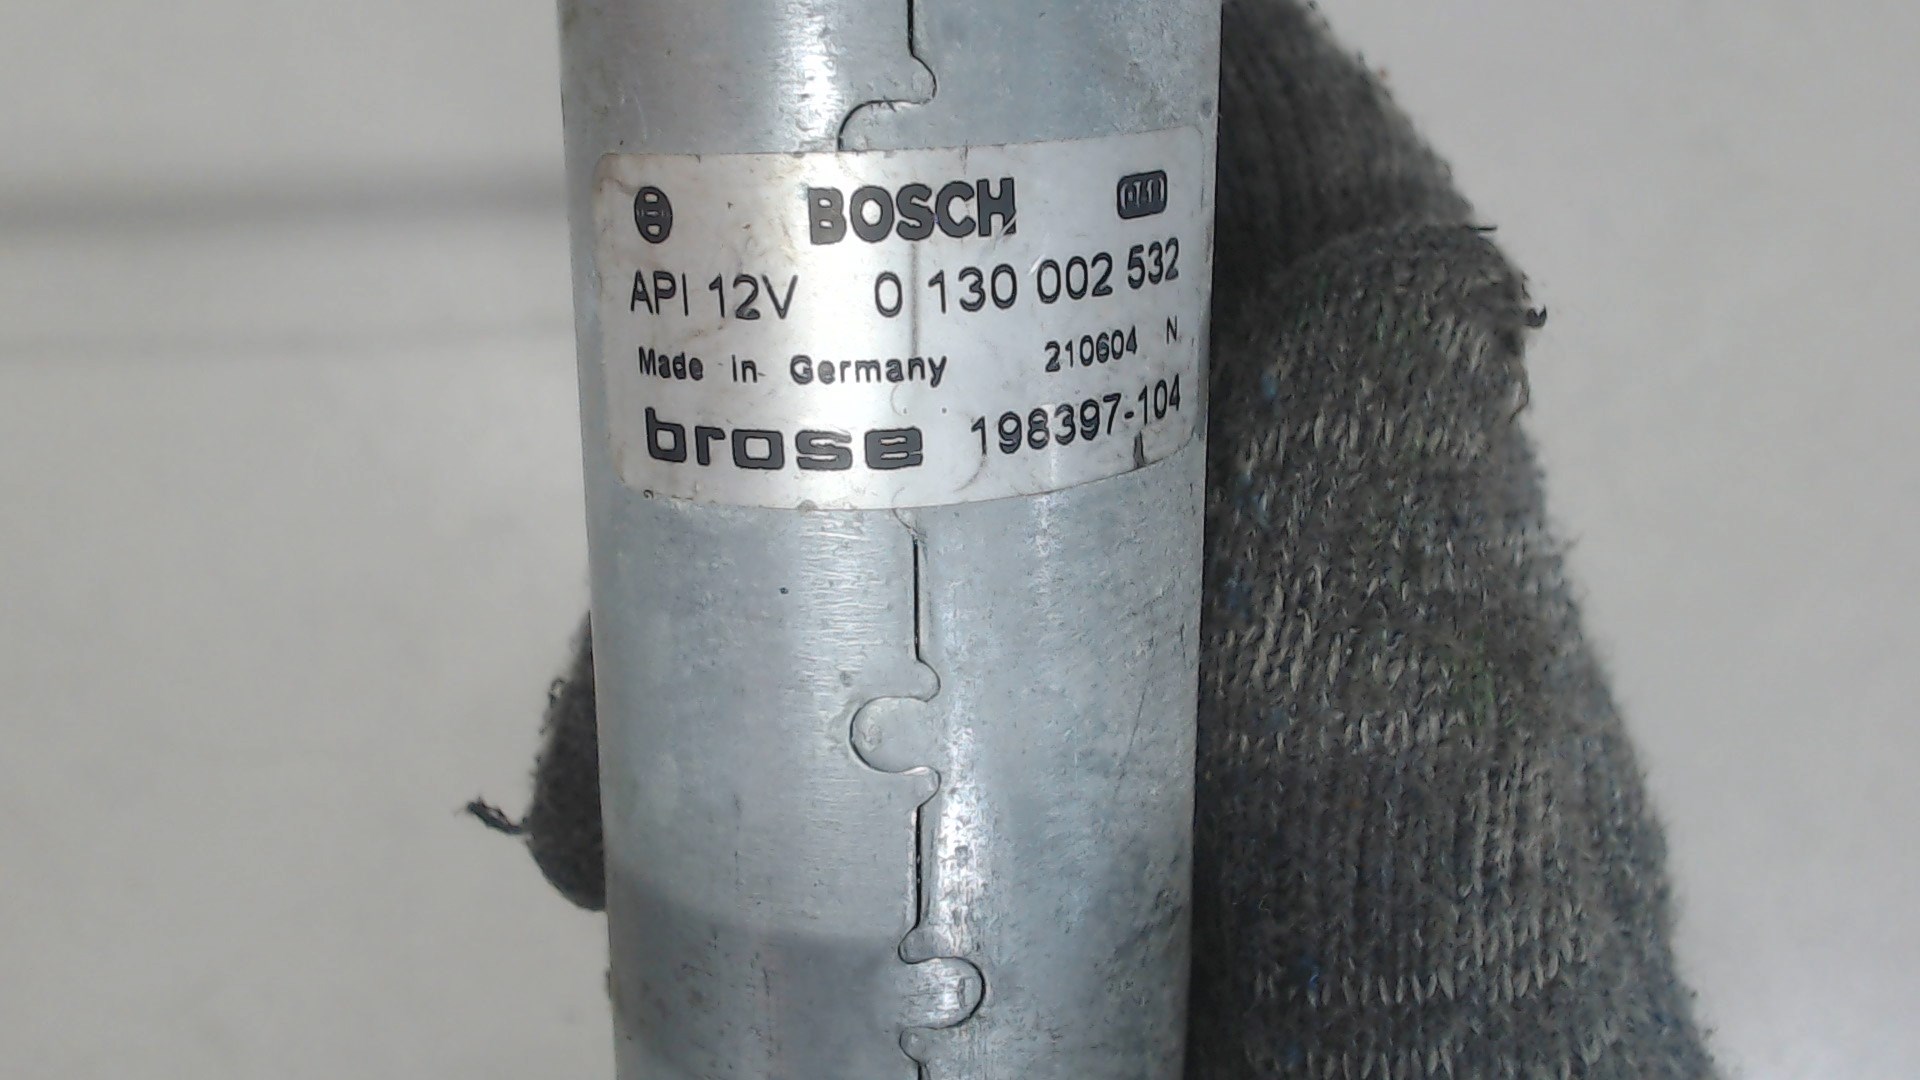 BOSCH
API 12V 0 130 002 532
Made in Germany 210604 N
brose 198397-104